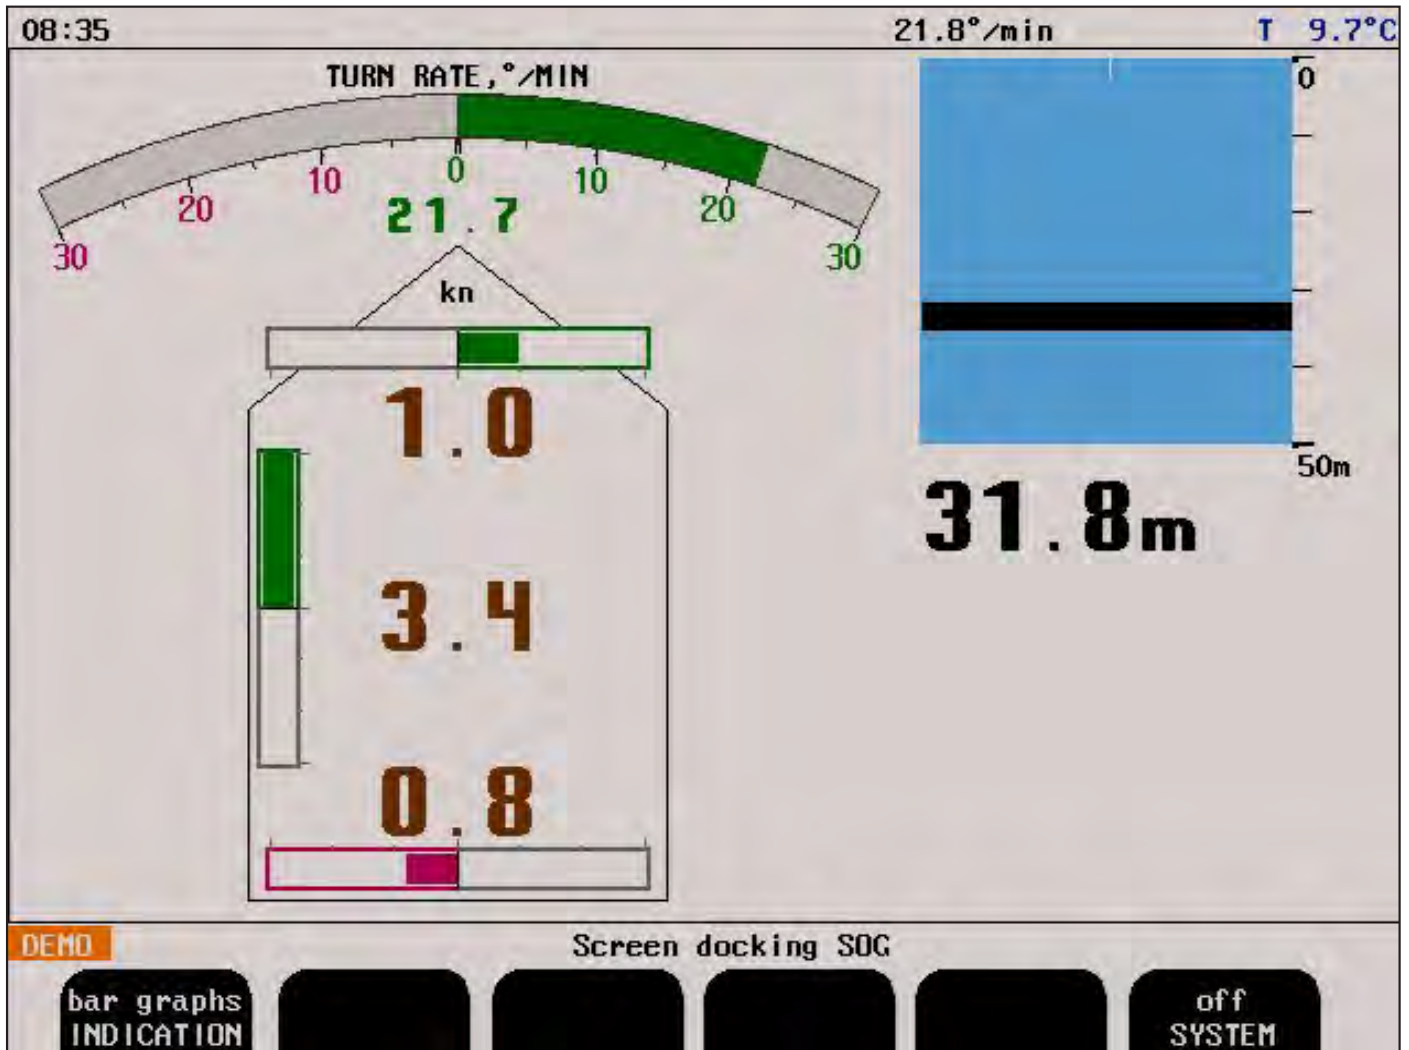 08:35 21.8°/min T 9.7°C
TURN RATE,°/MIN
30 20 10 0 10 20 30
21.7
kn
1.0
3.4
0.8
0
50m
31.8m
DEMO Screen docking SOG
bar graphs
INDICATION
off
SYSTEM